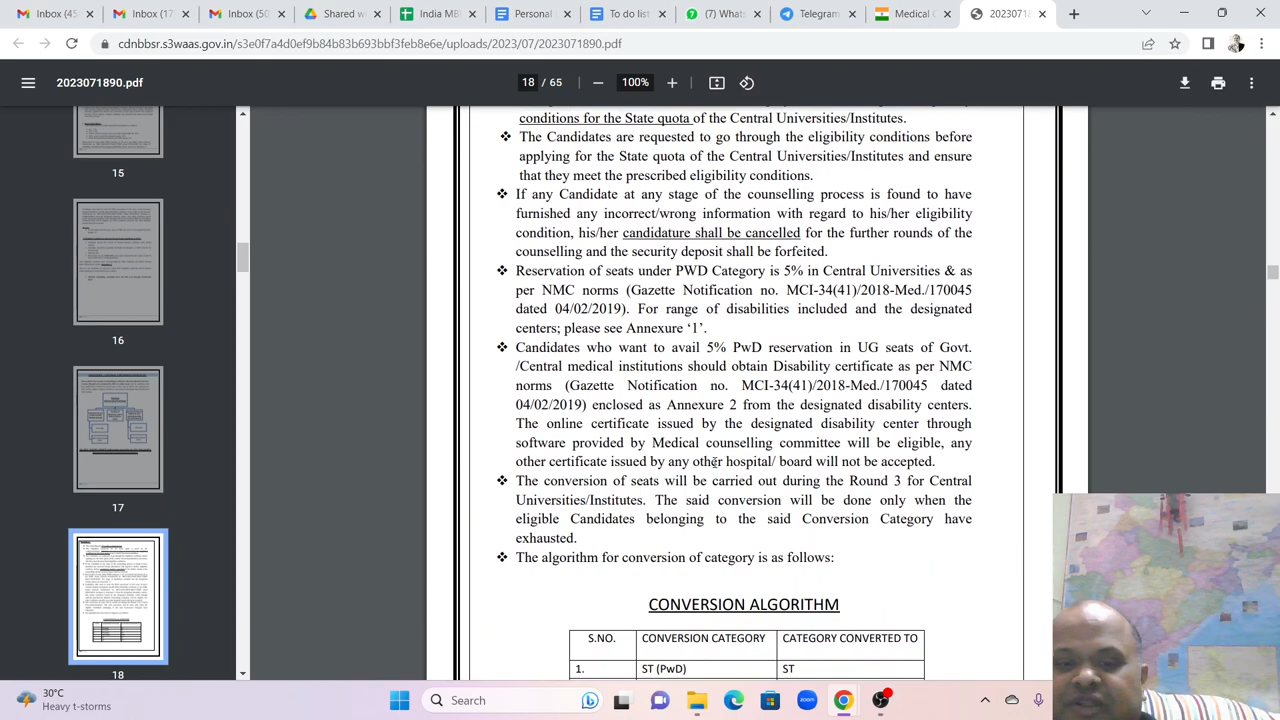 Inbox (45
Inbox (17
Inbox (50
Shared w
India MB
Personal
To do list
(7) Whats
Telegram
Medical C
2023071
cdnbbsr.s3waas.gov.in/s3e0f7a4d0ef9b84b83b693bbf3feb8e6e/uploads/2023/07/2023071890.pdf
2023071890.pdf
18 / 65
100%
15
16
17
18
conditions for the State quota of the Central Universities/Institutes.
❖ The Candidates are requested to go through the eligibility conditions before
applying for the State quota of the Central Universities/Institutes and ensure
that they meet the prescribed eligibility conditions.
❖ If any Candidate at any stage of the counselling process is found to have
furnished any incorrect/wrong information with regard to his/her eligibility
condition, his/her candidature shall be cancelled for the further rounds of the
counselling and the security deposit shall be forfeited.
❖ Reservation of seats under PWD Category is 5% in Central Universities & as
per NMC norms (Gazette Notification no. MCI-34(41)/2018-Med./170045
dated 04/02/2019). For range of disabilities included and the designated
centers; please see Annexure ‘1’.
❖ Candidates who want to avail 5% PwD reservation in UG seats of Govt.
/Central medical institutions should obtain Disability certificate as per NMC
norms (Gazette Notification no. MCI-34(41)/2018-Med./170045 dated
04/02/2019) enclosed as Annexure 2 from the designated disability centers.
The online certificate issued by the designated disability center through
software provided by Medical counselling committee will be eligible, any
other certificate issued by any other hospital/ board will not be accepted.
❖ The conversion of seats will be carried out during the Round 3 for Central
Universities/Institutes. The said conversion will be done only when the
eligible Candidates belonging to the said Conversion Category have
exhausted.
❖ The algorithm for conversion of category is as follows:
CONVERSION ALGORITHM
S.NO. CONVERSION CATEGORY CATEGORY CONVERTED TO
1. ST (PwD) ST
30°C
Heavy t-storms
Search
zoom